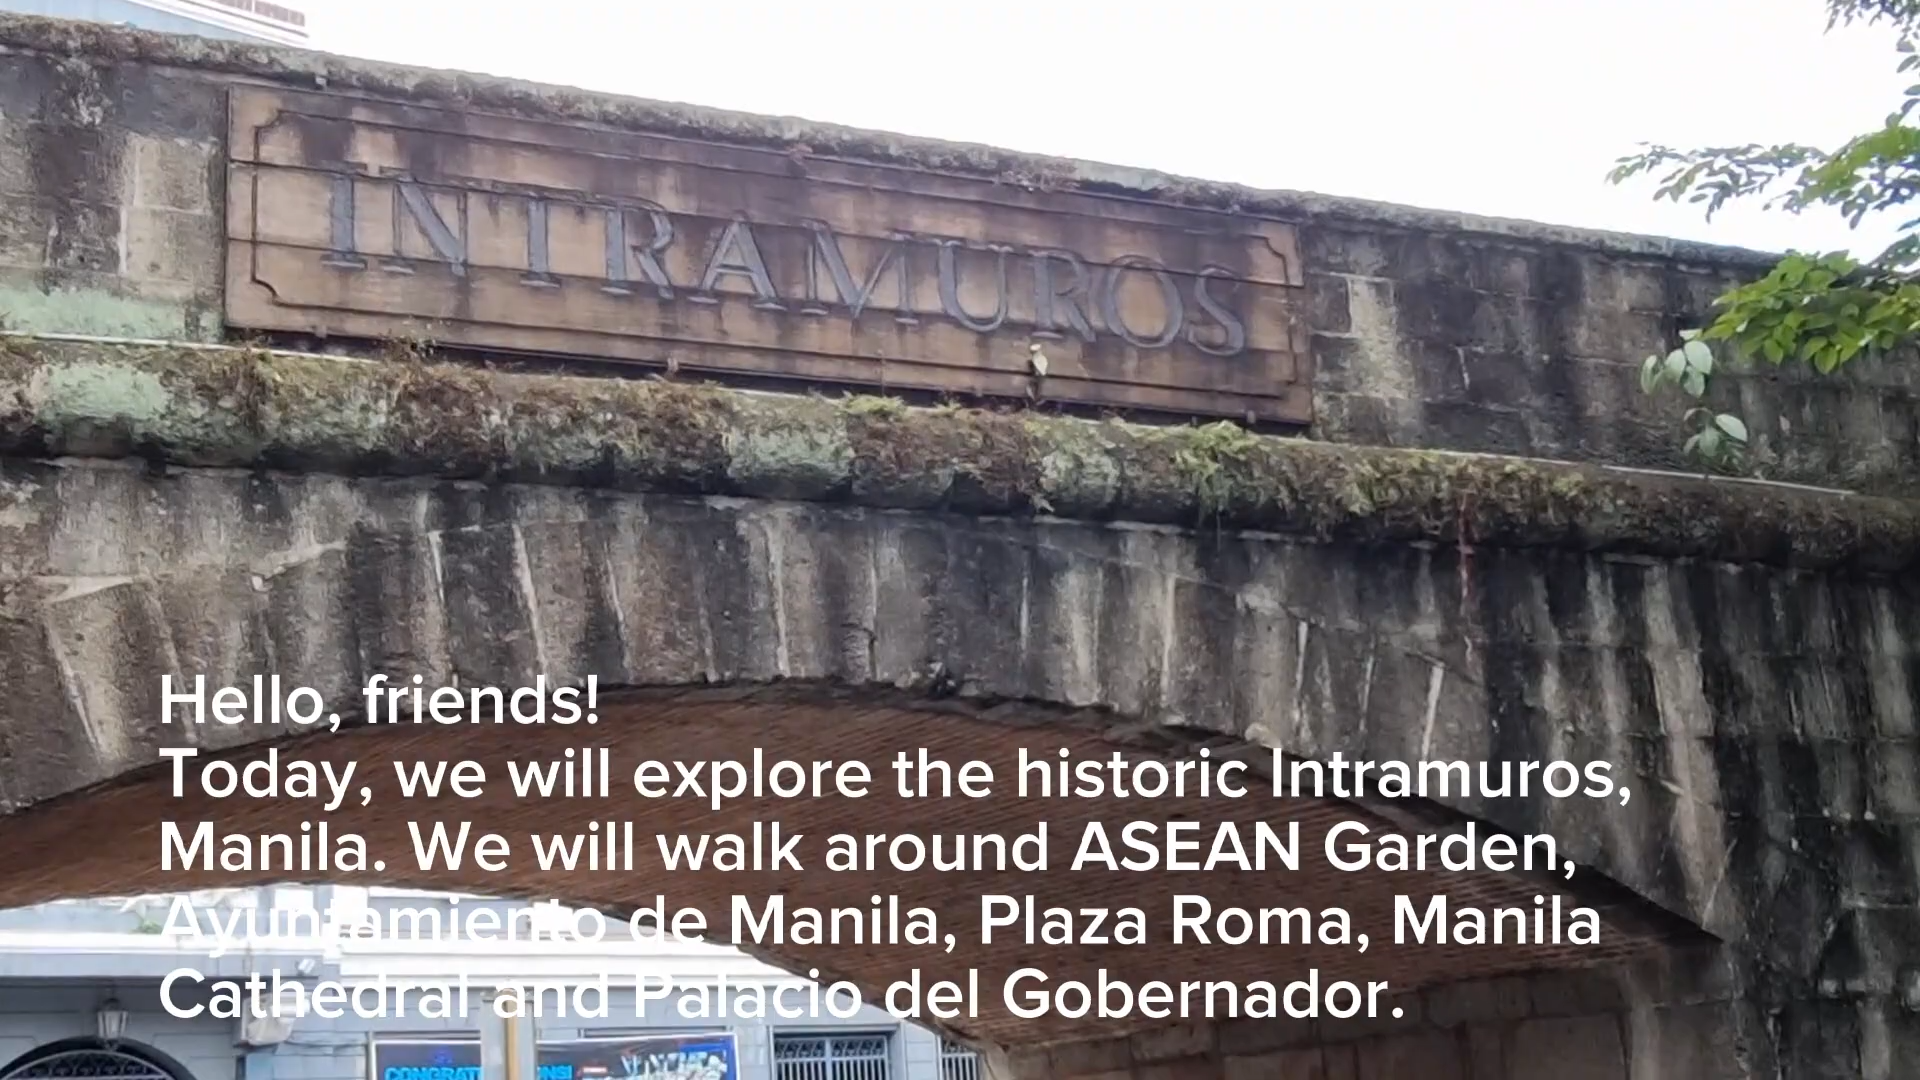 INTRAMUROS
Hello, friends!
Today, we will explore the historic Intramuros,
Manila. We will walk around ASEAN Garden,
Ayuntamiento de Manila, Plaza Roma, Manila
Cathedral and Palacio del Gobernador.